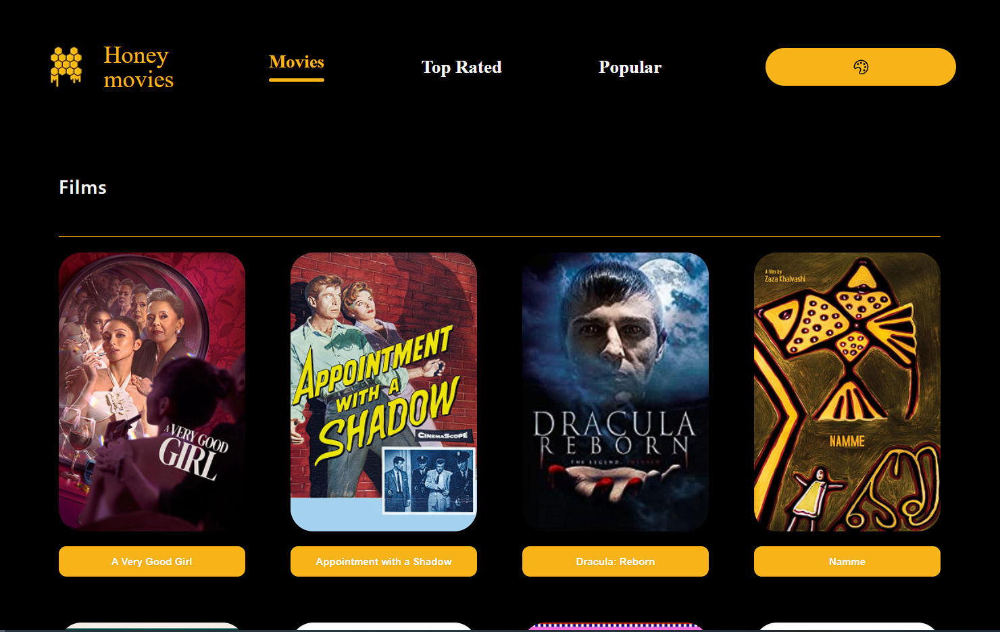 Honey
movies
Movies
Top Rated
Popular
Films
A VERY GOOD
GIRL
APPOINTMENT
WITH A
SHADOW
CINEMASCOPE
DRACULA
REBORN
THE LEGEND.
A film by
Zaza Khalvashi
NAMME
A Very Good Girl
Appointment with a Shadow
Dracula: Reborn
Namme